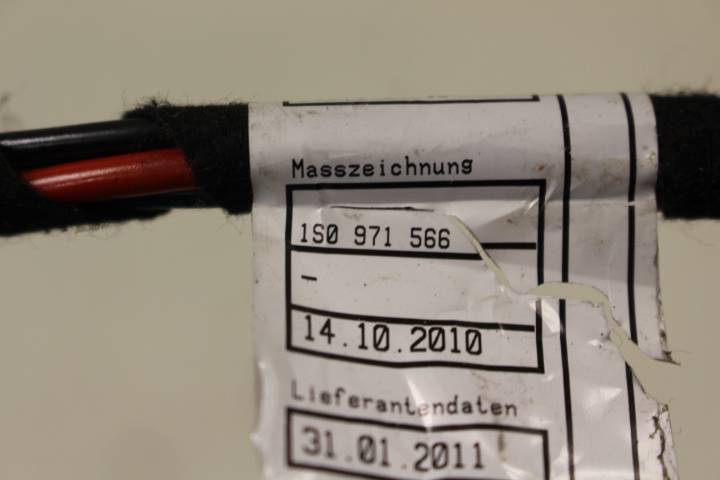 Masszeichnung
1S0 971 566
–
14.10.2010
Lieferantendaten
31.01.2011